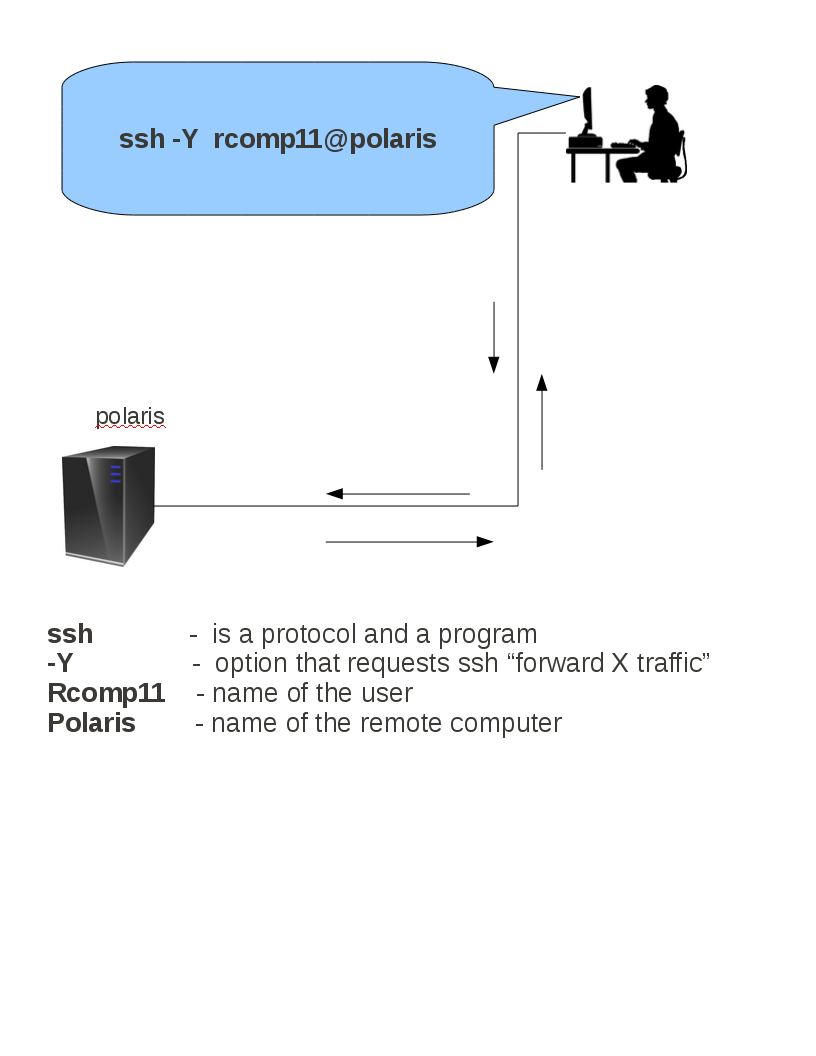 ssh -Y  rcomp11@polaris
polaris
ssh - is a protocol and a program
-Y - option that requests ssh “forward X traffic”
Rcomp11 - name of the user
Polaris - name of the remote computer